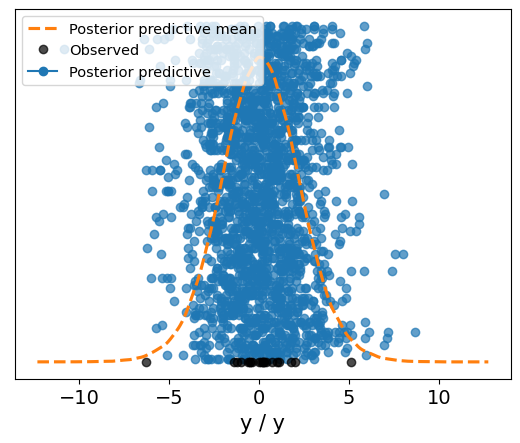 Posterior predictive mean
Observed
Posterior predictive
−10 −5 0 5 10
y / y